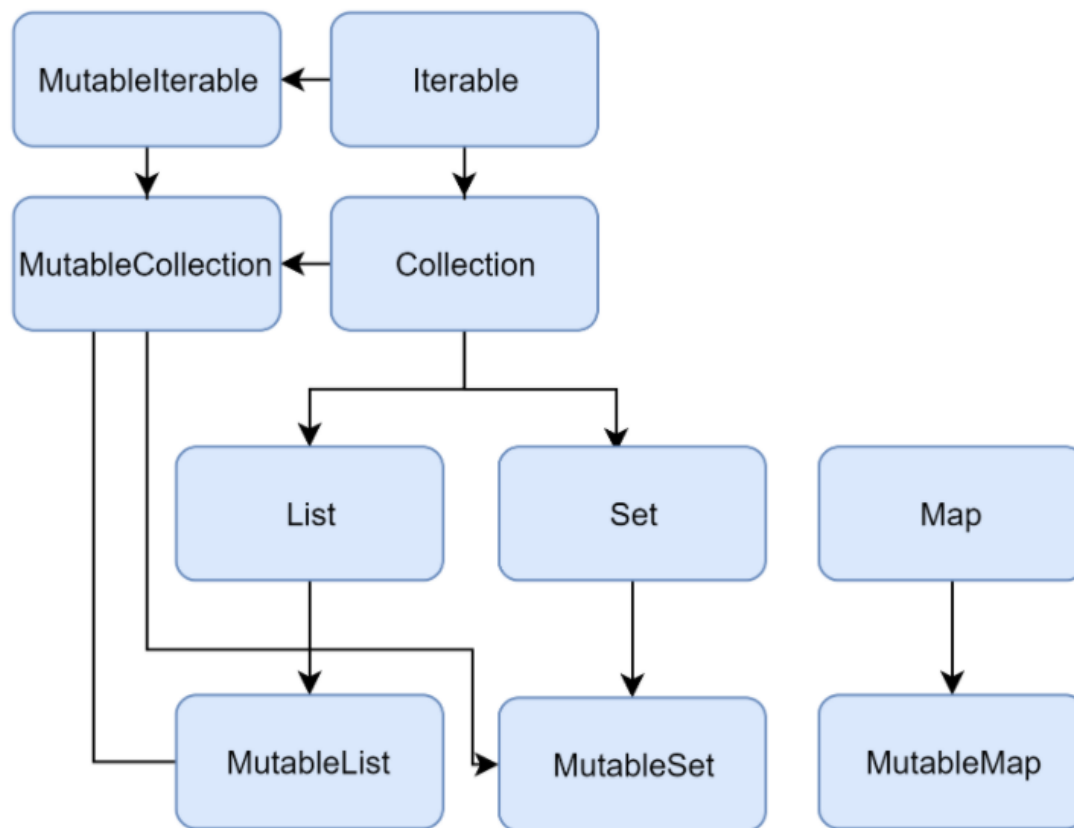 MutableIterable
Iterable
MutableCollection
Collection
List
Set
Map
MutableList
MutableSet
MutableMap